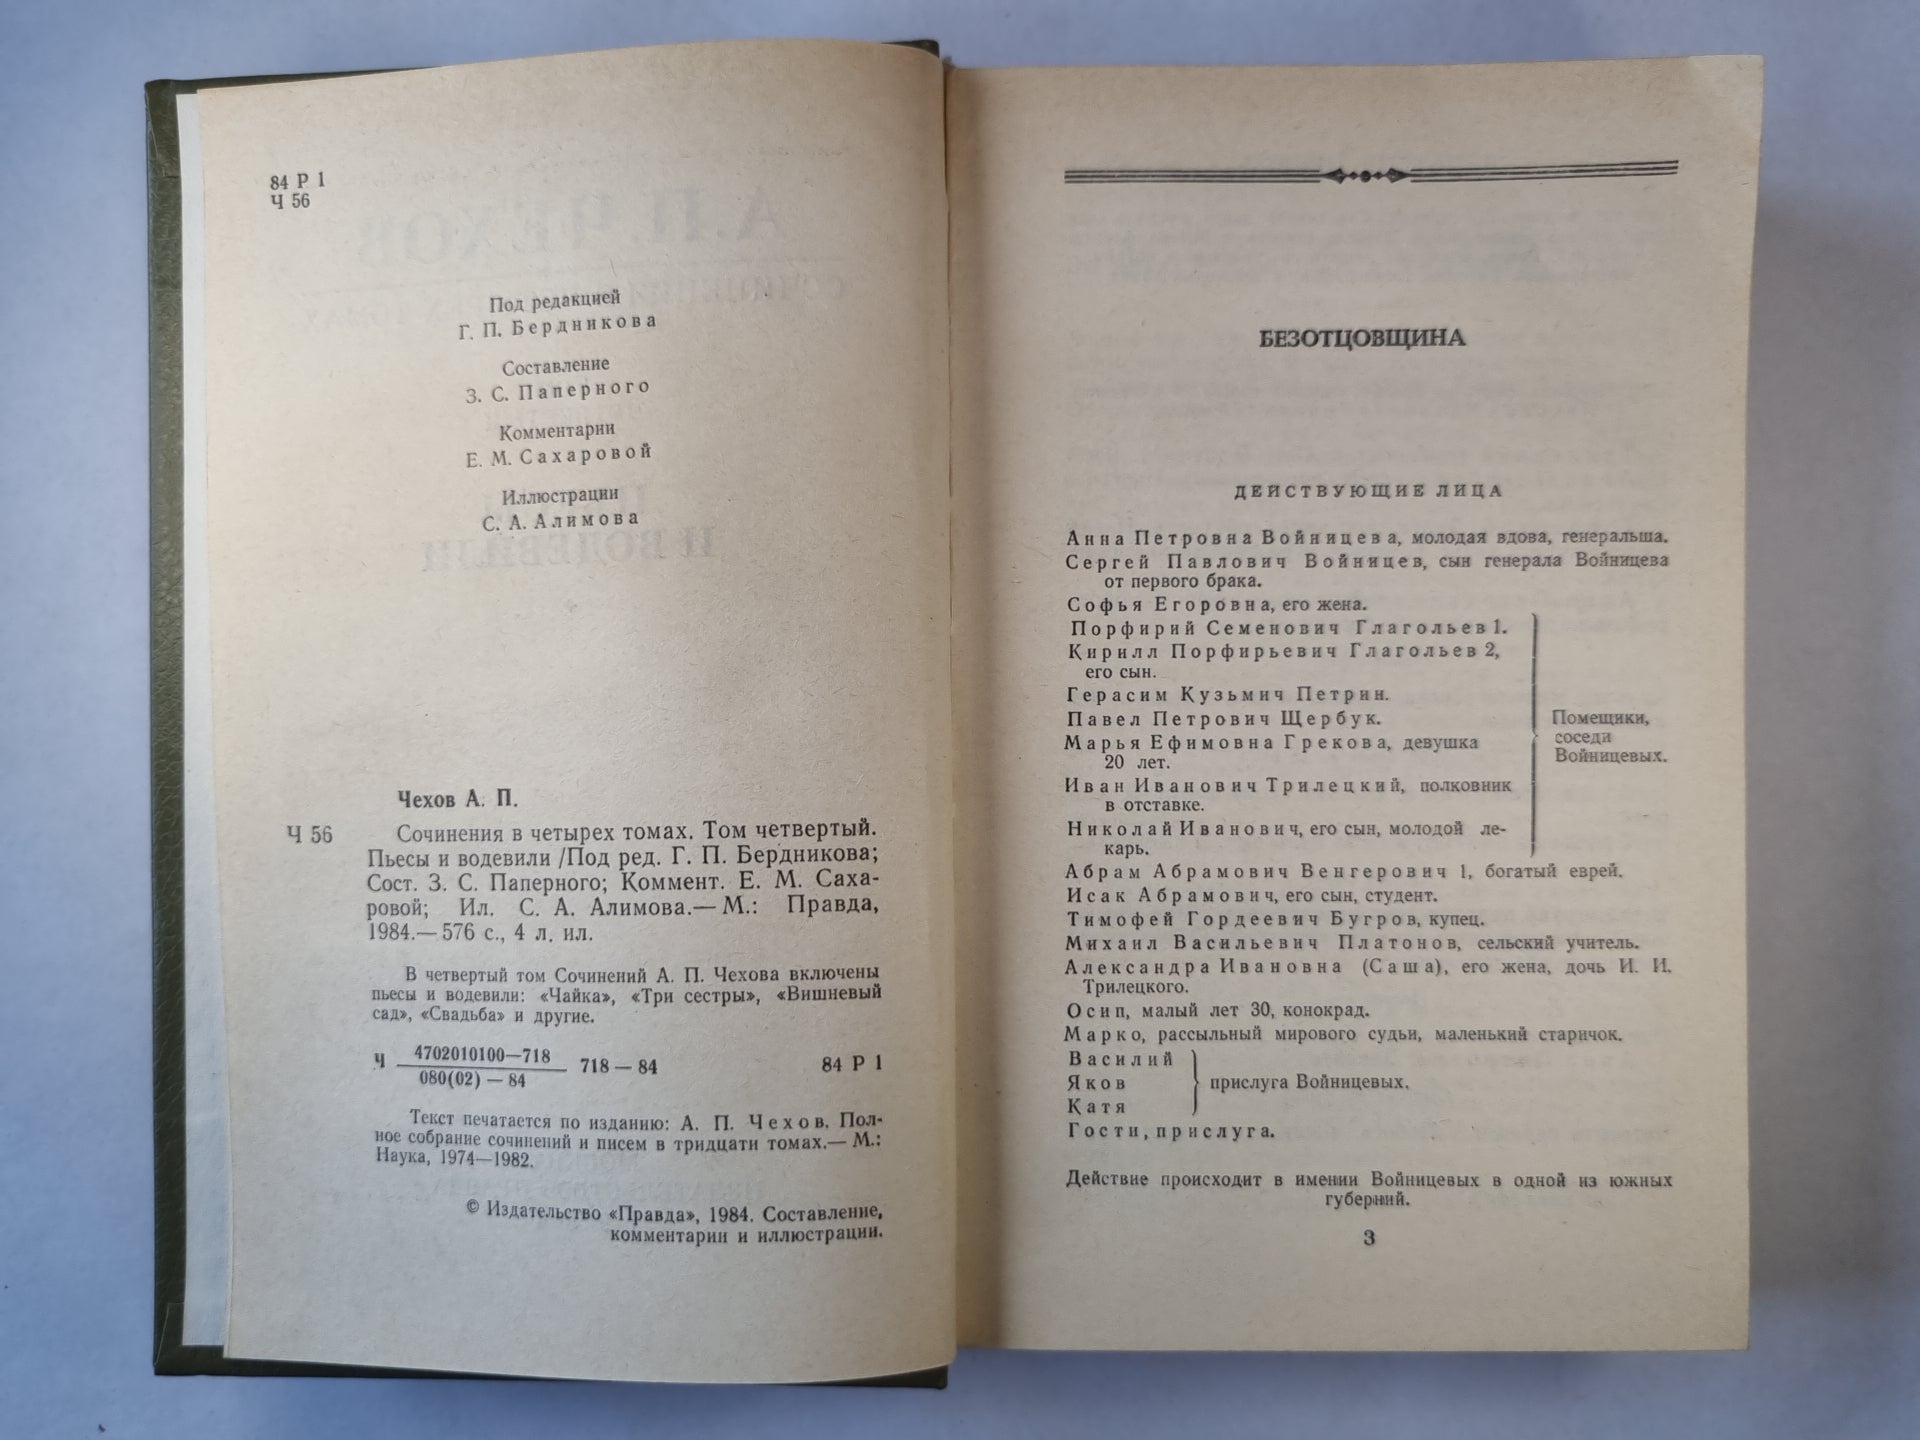 84 Р 1
Ч 56
Под редакцией
Г. П. Бердникова
Составление
З. С. Паперного
Комментарии
Е. М. Сахаровой
Иллюстрации
С. А. Алимова
Чехов А. П.
Ч 56 Сочинения в четырех томах. Том четвертый.
Пьесы и водевили /Под ред. Г. П. Бердникова;
Сост. З. С. Паперного; Коммент. Е. М. Саха-
ровой; Ил. С. А. Алимова.— М.: Правда,
1984.— 576 с., 4 л. ил.
В четвертый том Сочинений А. П. Чехова включены
пьесы и водевили: «Чайка», «Три сестры», «Вишневый
сад», «Свадьба» и другие.
Ч 4702010100—718
080(02) — 84
718 — 84 84 Р 1
Текст печатается по изданию: А. П. Чехов. Пол-
ное собрание сочинений и писем в тридцати томах.— М.:
Наука, 1974—1982.
© Издательство «Правда», 1984. Составление,
комментарии и иллюстрации.
БЕЗОТЦОВЩИНА
ДЕЙСТВУЮЩИЕ ЛИЦА
Анна Петровна Войницева, молодая вдова, генеральша.
Сергей Павлович Войницев, сын генерала Войницева
от первого брака.
Софья Егоровна, его жена.
Порфирий Семенович Глагольев 1.
Кирилл Порфирьевич Глагольев 2,
его сын.
Герасим Кузьмич Петрин.
Павел Петрович Щербук.
Марья Ефимовна Грекова, девушка
20 лет.
Иван Иванович Трилецкий, полковник
в отставке.
Николай Иванович, его сын, молодой ле-
карь.
Помещики,
соседи
Войницевых.
Абрам Абрамович Венгерович 1, богатый еврей.
Исак Абрамович, его сын, студент.
Тимофей Гордеевич Бугров, купец.
Михаил Васильевич Платонов, сельский учитель.
Александра Ивановна (Саша), его жена, дочь И. И.
Трилецкого.
Осип, малый лет 30, конокрад.
Марко, рассыльный мирового судьи, маленький старичок.
Василий
Яков
Катя
прислуга Войницевых.
Гости, прислуга.
Действие происходит в имении Войницевых в одной из южных
губерний.
3